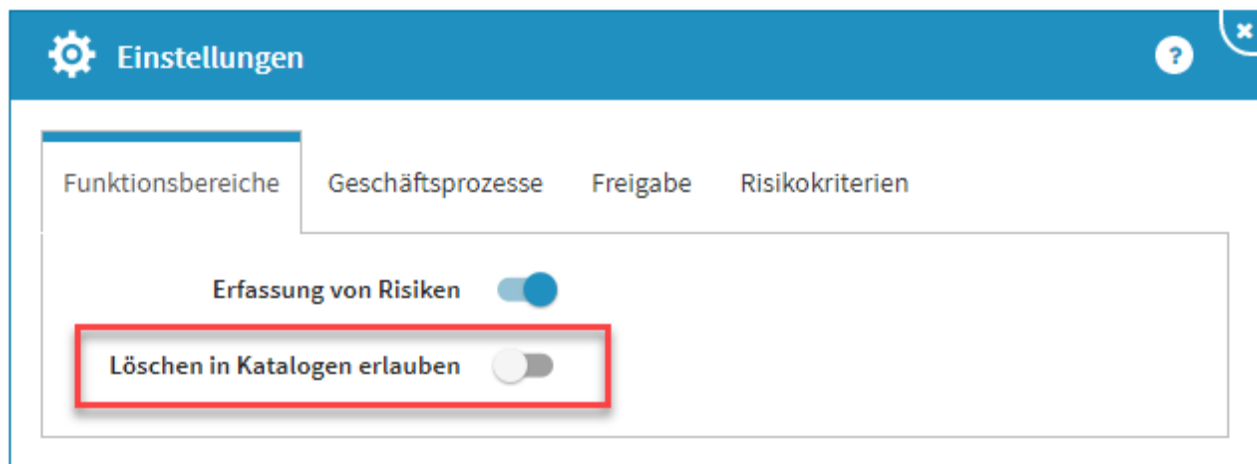 Einstellungen
?
Funktionsbereiche Geschäftsprozesse Freigabe Risikokriterien
Erfassung von Risiken
Löschen in Katalogen erlauben